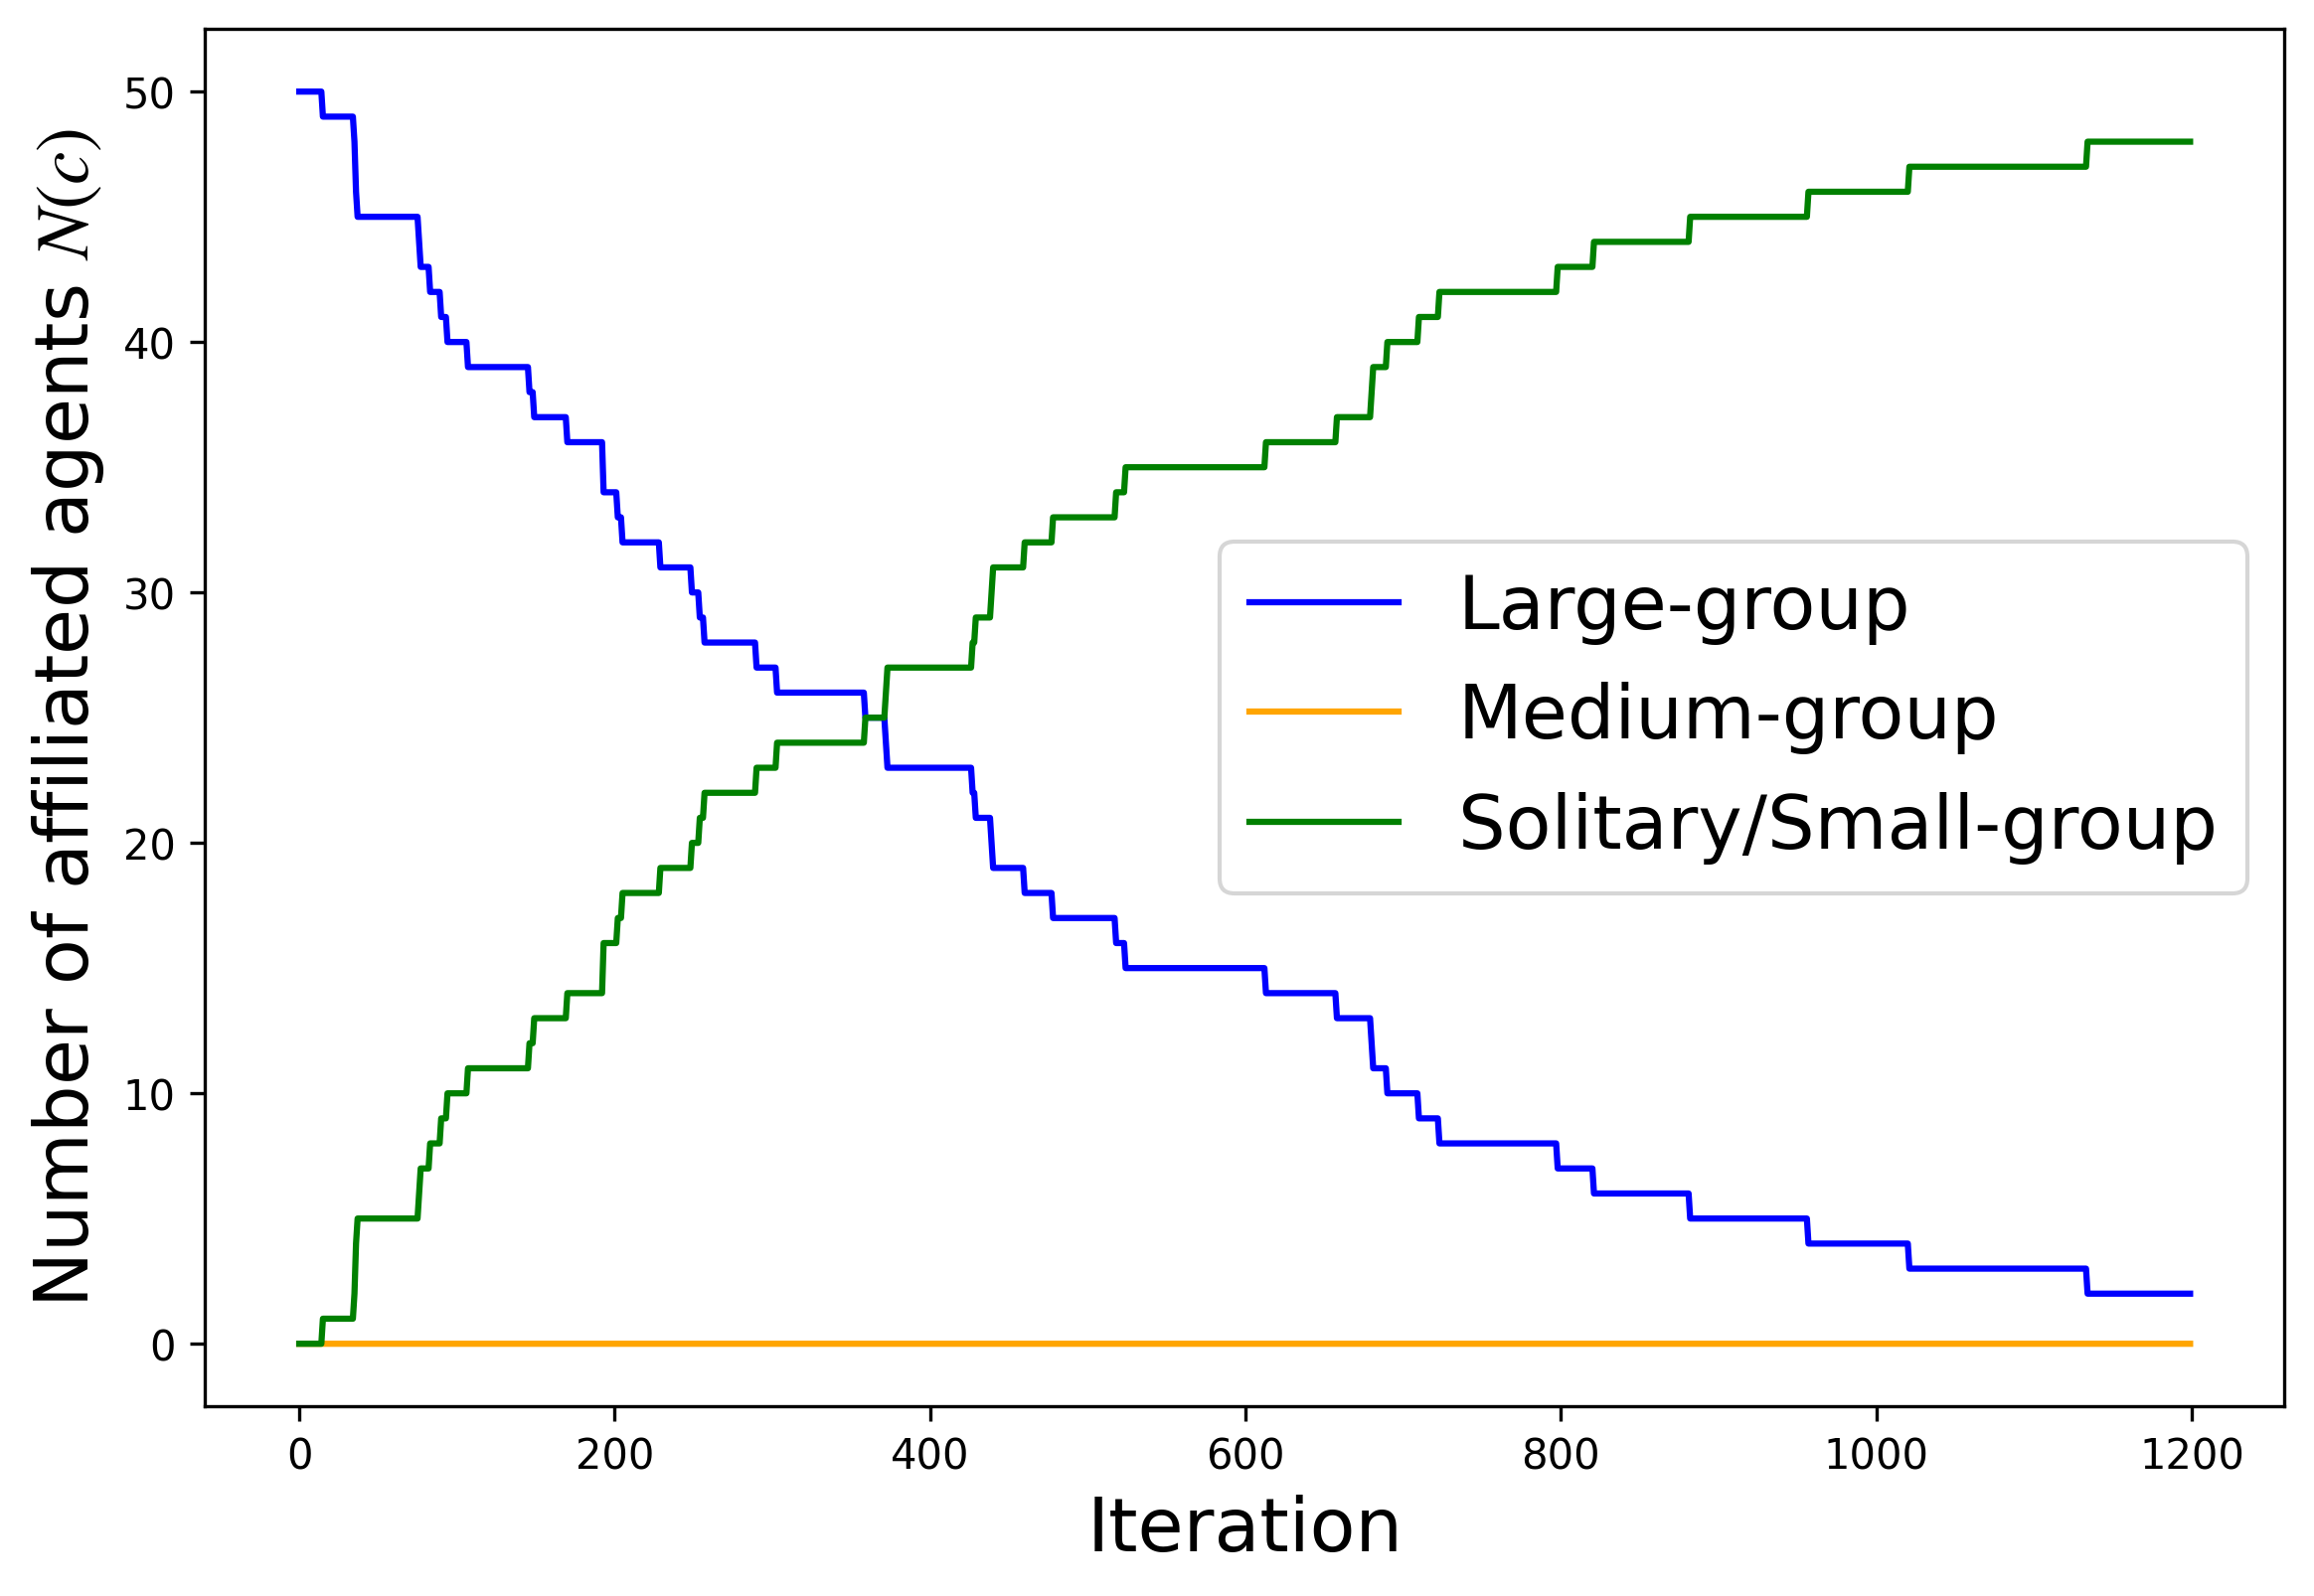 Number of affiliated agents N(c)
50
40
30
20
10
0
Large-group
Medium-group
Solitary/Small-group
0 200 400 600 800 1000 1200
Iteration